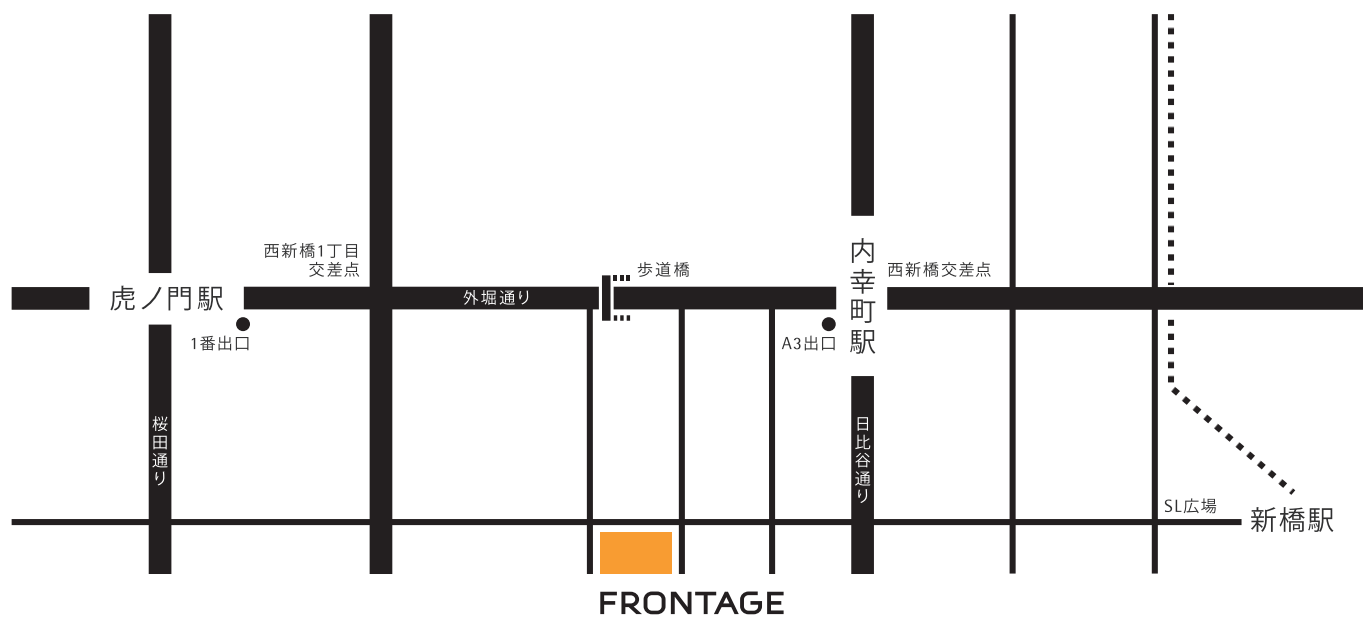 西新橋1丁目
交差点
虎ノ門駅
1番出口
外堀通り
歩道橋
内幸町駅
西新橋交差点
A3出口
桜田通り
日比谷通り
SL広場
新橋駅
FRONTAGE